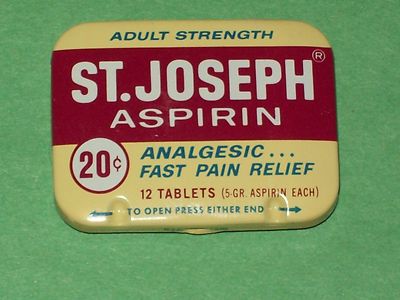 ADULT STRENGTH
ST. JOSEPH®
ASPIRIN
20¢
ANALGESIC...
FAST PAIN RELIEF
12 TABLETS (5-GR. ASPIRIN EACH)
TO OPEN PRESS EITHER END